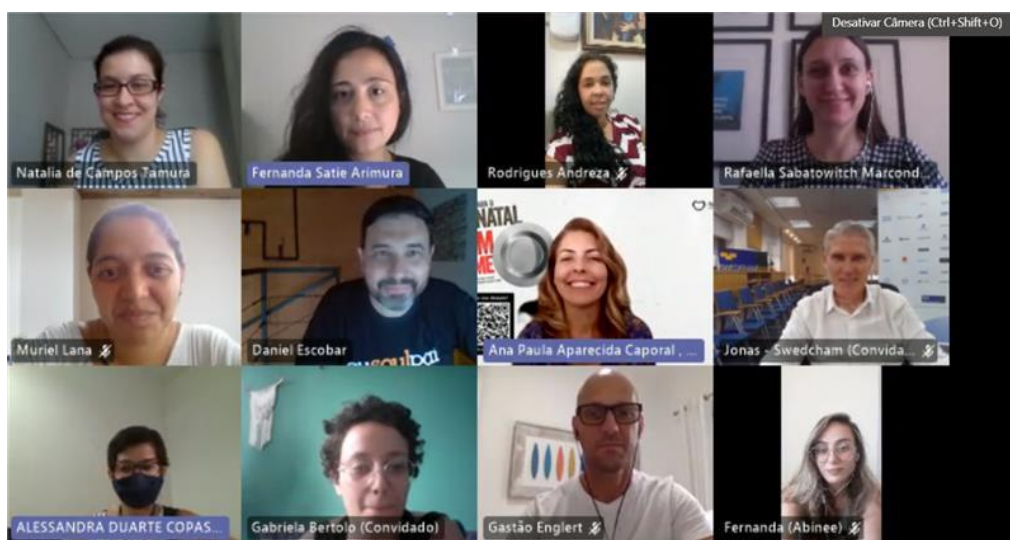 Desativar Câmera (Ctrl+Shift+O)
Natalia de Campos Tamura
Fernanda Satie Arimura
Rodrigues Andreza
Rafaella Sabatowitch Marcond
NATAL
Muriel Lana
Daniel Escobar
Ana Paula Aparecida Caporal , ...
Jonas - Swedcham (Convida...
ALESSANDRA DUARTE COPAS...
Gabriela Bertolo (Convidado)
Gastão Englert
Fernanda (Abinee)